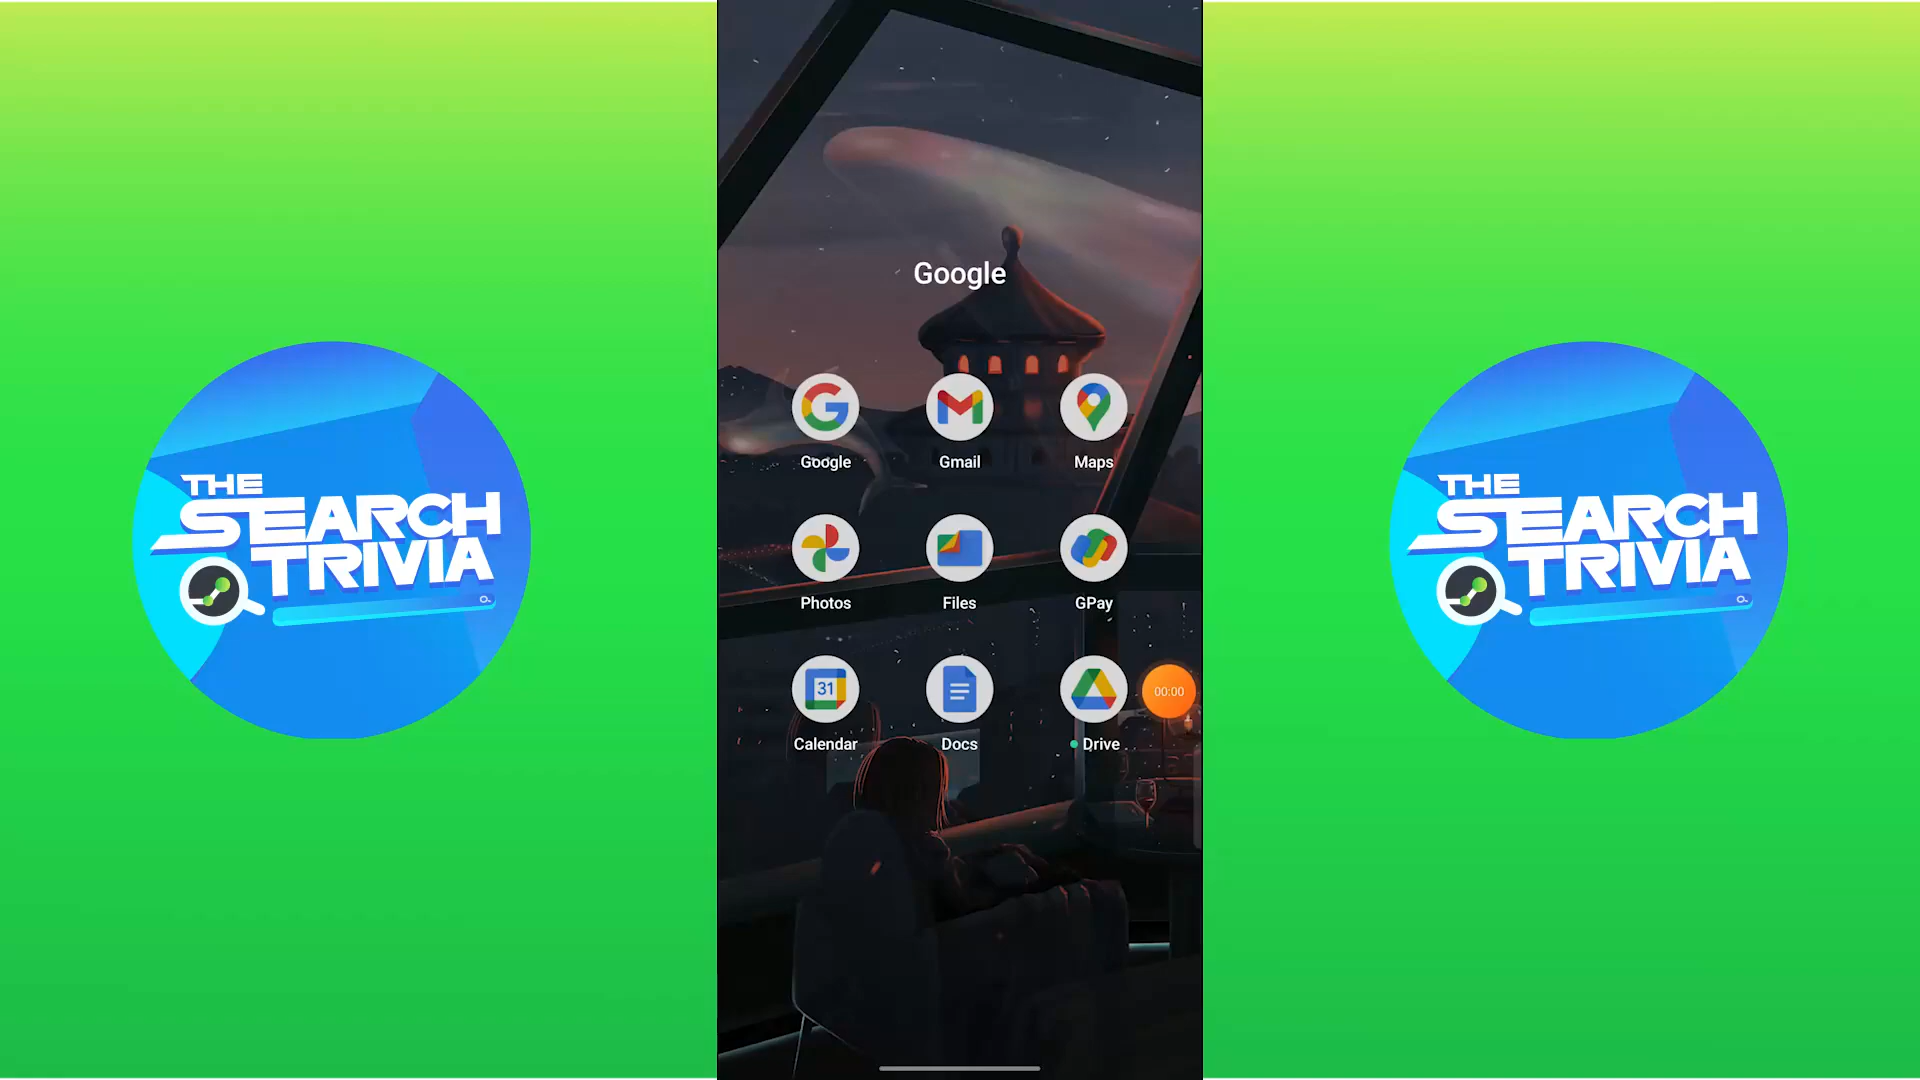 THE
SEARCH
TRIVIA
Google
Google
Gmail
Maps
Photos
Files
GPay
31
Calendar
Docs
Drive
00:00
THE
SEARCH
TRIVIA